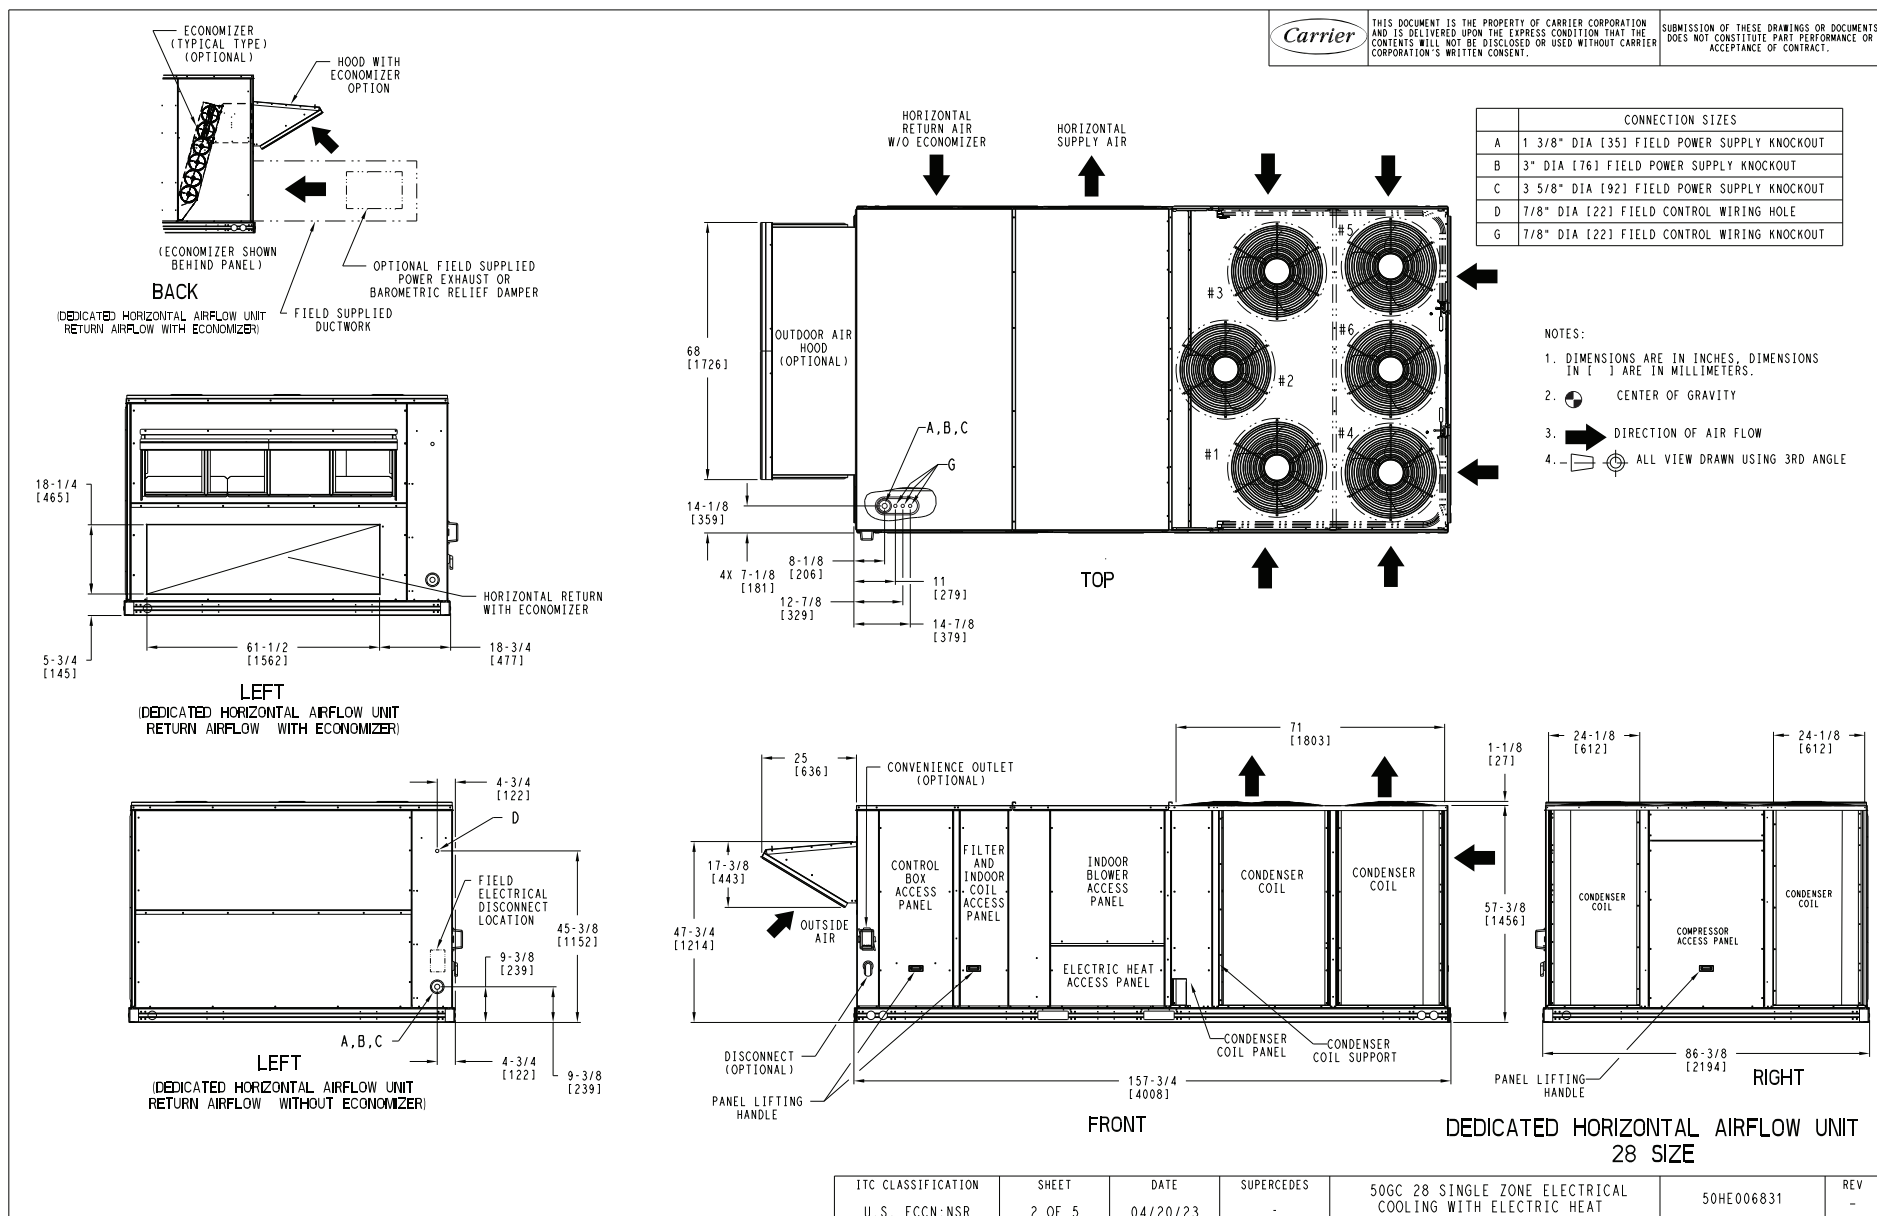 Carrier
THIS DOCUMENT IS THE PROPERTY OF CARRIER CORPORATION
AND IS DELIVERED UPON THE EXPRESS CONDITION THAT THE
CONTENTS WILL NOT BE DISCLOSED OR USED WITHOUT CARRIER
CORPORATION'S WRITTEN CONSENT.
SUBMISSION OF THESE DRAWINGS OR DOCUMENTS
DOES NOT CONSTITUTE PART PERFORMANCE OR
ACCEPTANCE OF CONTRACT.
ECONOMIZER
(TYPICAL TYPE)
(OPTIONAL)
HOOD WITH
ECONOMIZER
OPTION
(ECONOMIZER SHOWN
BEHIND PANEL)
OPTIONAL FIELD SUPPLIED
POWER EXHAUST OR
BAROMETRIC RELIEF DAMPER
FIELD SUPPLIED
DUCTWORK
BACK
(DEDICATED HORIZONTAL AIRFLOW UNIT
RETURN AIRFLOW WITH ECONOMIZER)
HORIZONTAL
RETURN AIR
W/O ECONOMIZER
HORIZONTAL
SUPPLY AIR
CONNECTION SIZES
A 1 3/8" DIA [35] FIELD POWER SUPPLY KNOCKOUT
B 3" DIA [76] FIELD POWER SUPPLY KNOCKOUT
C 3 5/8" DIA [92] FIELD POWER SUPPLY KNOCKOUT
D 7/8" DIA [22] FIELD CONTROL WIRING HOLE
G 7/8" DIA [22] FIELD CONTROL WIRING KNOCKOUT
68
[1726]
OUTDOOR AIR
HOOD
(OPTIONAL)
#5
#3
#6
#2
#4
#1
A,B,C
G
14-1/8
[359]
4X 7-1/8
[181]
8-1/8
[206]
11
[279]
12-7/8
[329]
14-7/8
[379]
TOP
NOTES:
1. DIMENSIONS ARE IN INCHES, DIMENSIONS
IN [ ] ARE IN MILLIMETERS.
2. CENTER OF GRAVITY
3. DIRECTION OF AIR FLOW
4. ALL VIEW DRAWN USING 3RD ANGLE
18-1/4
[465]
HORIZONTAL RETURN
WITH ECONOMIZER
5-3/4
[145]
61-1/2
[1562]
18-3/4
[477]
LEFT
(DEDICATED HORIZONTAL AIRFLOW UNIT
RETURN AIRFLOW WITH ECONOMIZER)
4-3/4
[122]
D
FIELD
ELECTRICAL
DISCONNECT
LOCATION
45-3/8
[1152]
9-3/8
[239]
A,B,C
4-3/4
[122]
9-3/8
[239]
LEFT
(DEDICATED HORIZONTAL AIRFLOW UNIT
RETURN AIRFLOW WITHOUT ECONOMIZER)
25
[636]
CONVENIENCE OUTLET
(OPTIONAL)
71
[1803]
1-1/8
[27]
17-3/8
[443]
47-3/4
[1214]
OUTSIDE
AIR
CONTROL
BOX
ACCESS
PANEL
FILTER
AND
INDOOR
COIL
ACCESS
PANEL
INDOOR
BLOWER
ACCESS
PANEL
ELECTRIC HEAT
ACCESS PANEL
CONDENSER
COIL
CONDENSER
COIL
57-3/8
[1456]
DISCONNECT
(OPTIONAL)
PANEL LIFTING
HANDLE
CONDENSER
COIL PANEL
CONDENSER
COIL SUPPORT
157-3/4
[4008]
FRONT
24-1/8
[612]
24-1/8
[612]
CONDENSER
COIL
COMPRESSOR
ACCESS PANEL
CONDENSER
COIL
86-3/8
[2194]
PANEL LIFTING
HANDLE
RIGHT
DEDICATED HORIZONTAL AIRFLOW UNIT
28 SIZE
ITC CLASSIFICATION
U.S. ECCN:NSR
SHEET
2 OF 5
DATE
04/20/23
SUPERCEDES
-
50GC 28 SINGLE ZONE ELECTRICAL
COOLING WITH ELECTRIC HEAT
50HE006831
REV
-